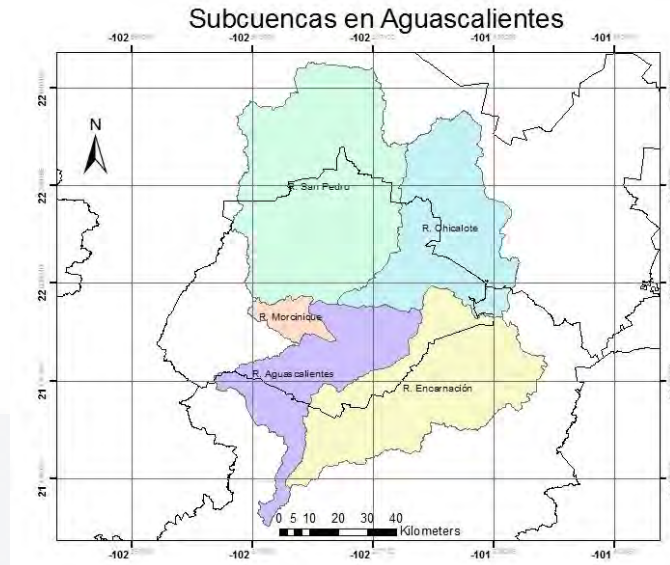 Subcuencas en Aguascalientes
-102 -102 -102 -101 -101
22
22
22
21
21
N
R. San Pedro
R. Chicalote
R. Morcinique
R. Aguascalientes
R. Encarnación
0 5 10 20 30 40
Kilometers
-102 -102 -102 -101 -101